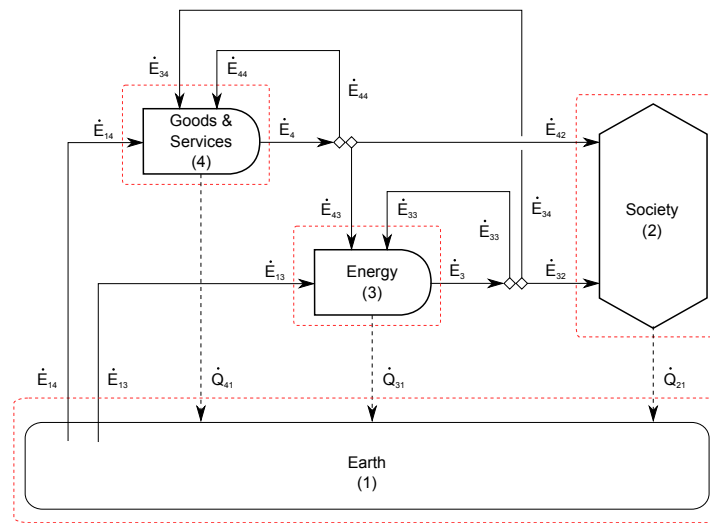 Ė₃₄
Ė₄₄
Ė₄₄
Goods &
Services
(4)
Ė₁₄
Ė₄
Ė₄₂
Society
(2)
Ė₄₃
Ė₃₃
Ė₃₃
Ė₃₄
Energy
(3)
Ė₁₃
Ė₃
Ė₃₂
Ė₁₄
Ė₁₃
Q̇₄₁
Q̇₃₁
Q̇₂₁
Earth
(1)